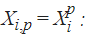 X_{i,p} = X_i^p :